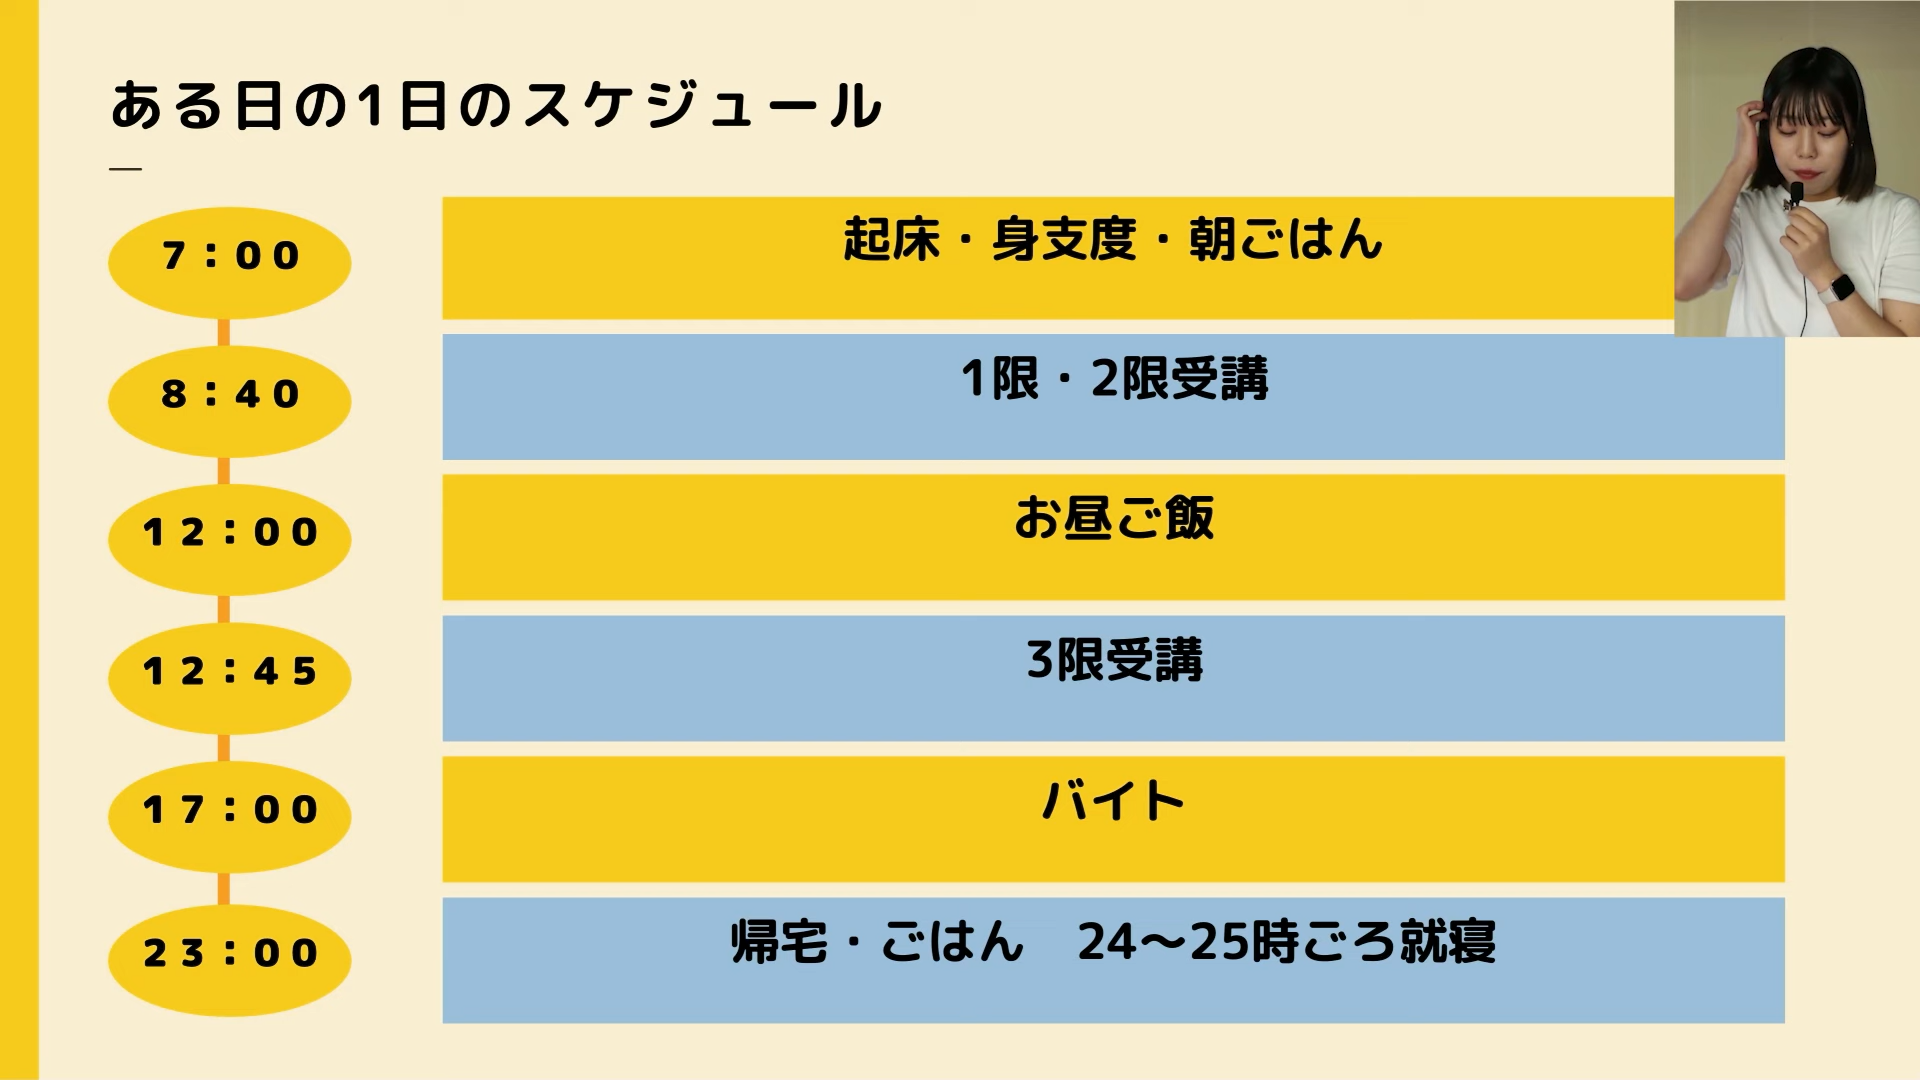 ある日の1日のスケジュール
7:00
起床・身支度・朝ごはん
8:40
1限・2限受講
12:00
お昼ご飯
12:45
3限受講
17:00
バイト
23:00
帰宅・ごはん　24〜25時ごろ就寝